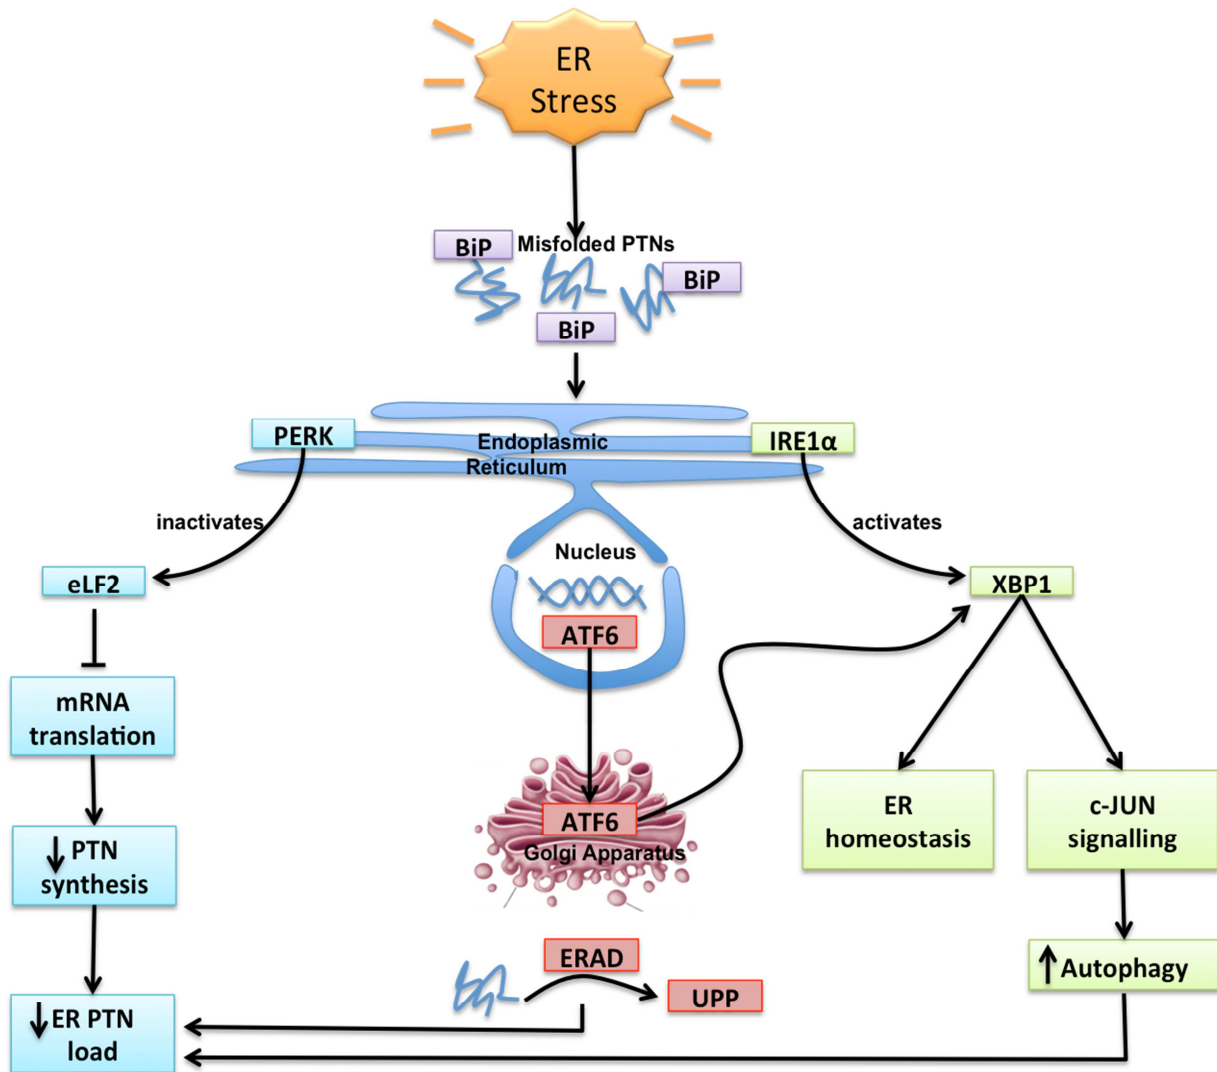 ER
Stress
Misfolded PTNs
BiP
BiP
BiP
PERK
Endoplasmic
Reticulum
IRE1α
inactivates
activates
Nucleus
eLF2
XBP1
ATF6
mRNA
translation
ATF6
Golgi Apparatus
ER
homeostasis
c-JUN
signalling
↓ PTN
synthesis
ERAD
UPP
↑ Autophagy
↓ ER PTN
load